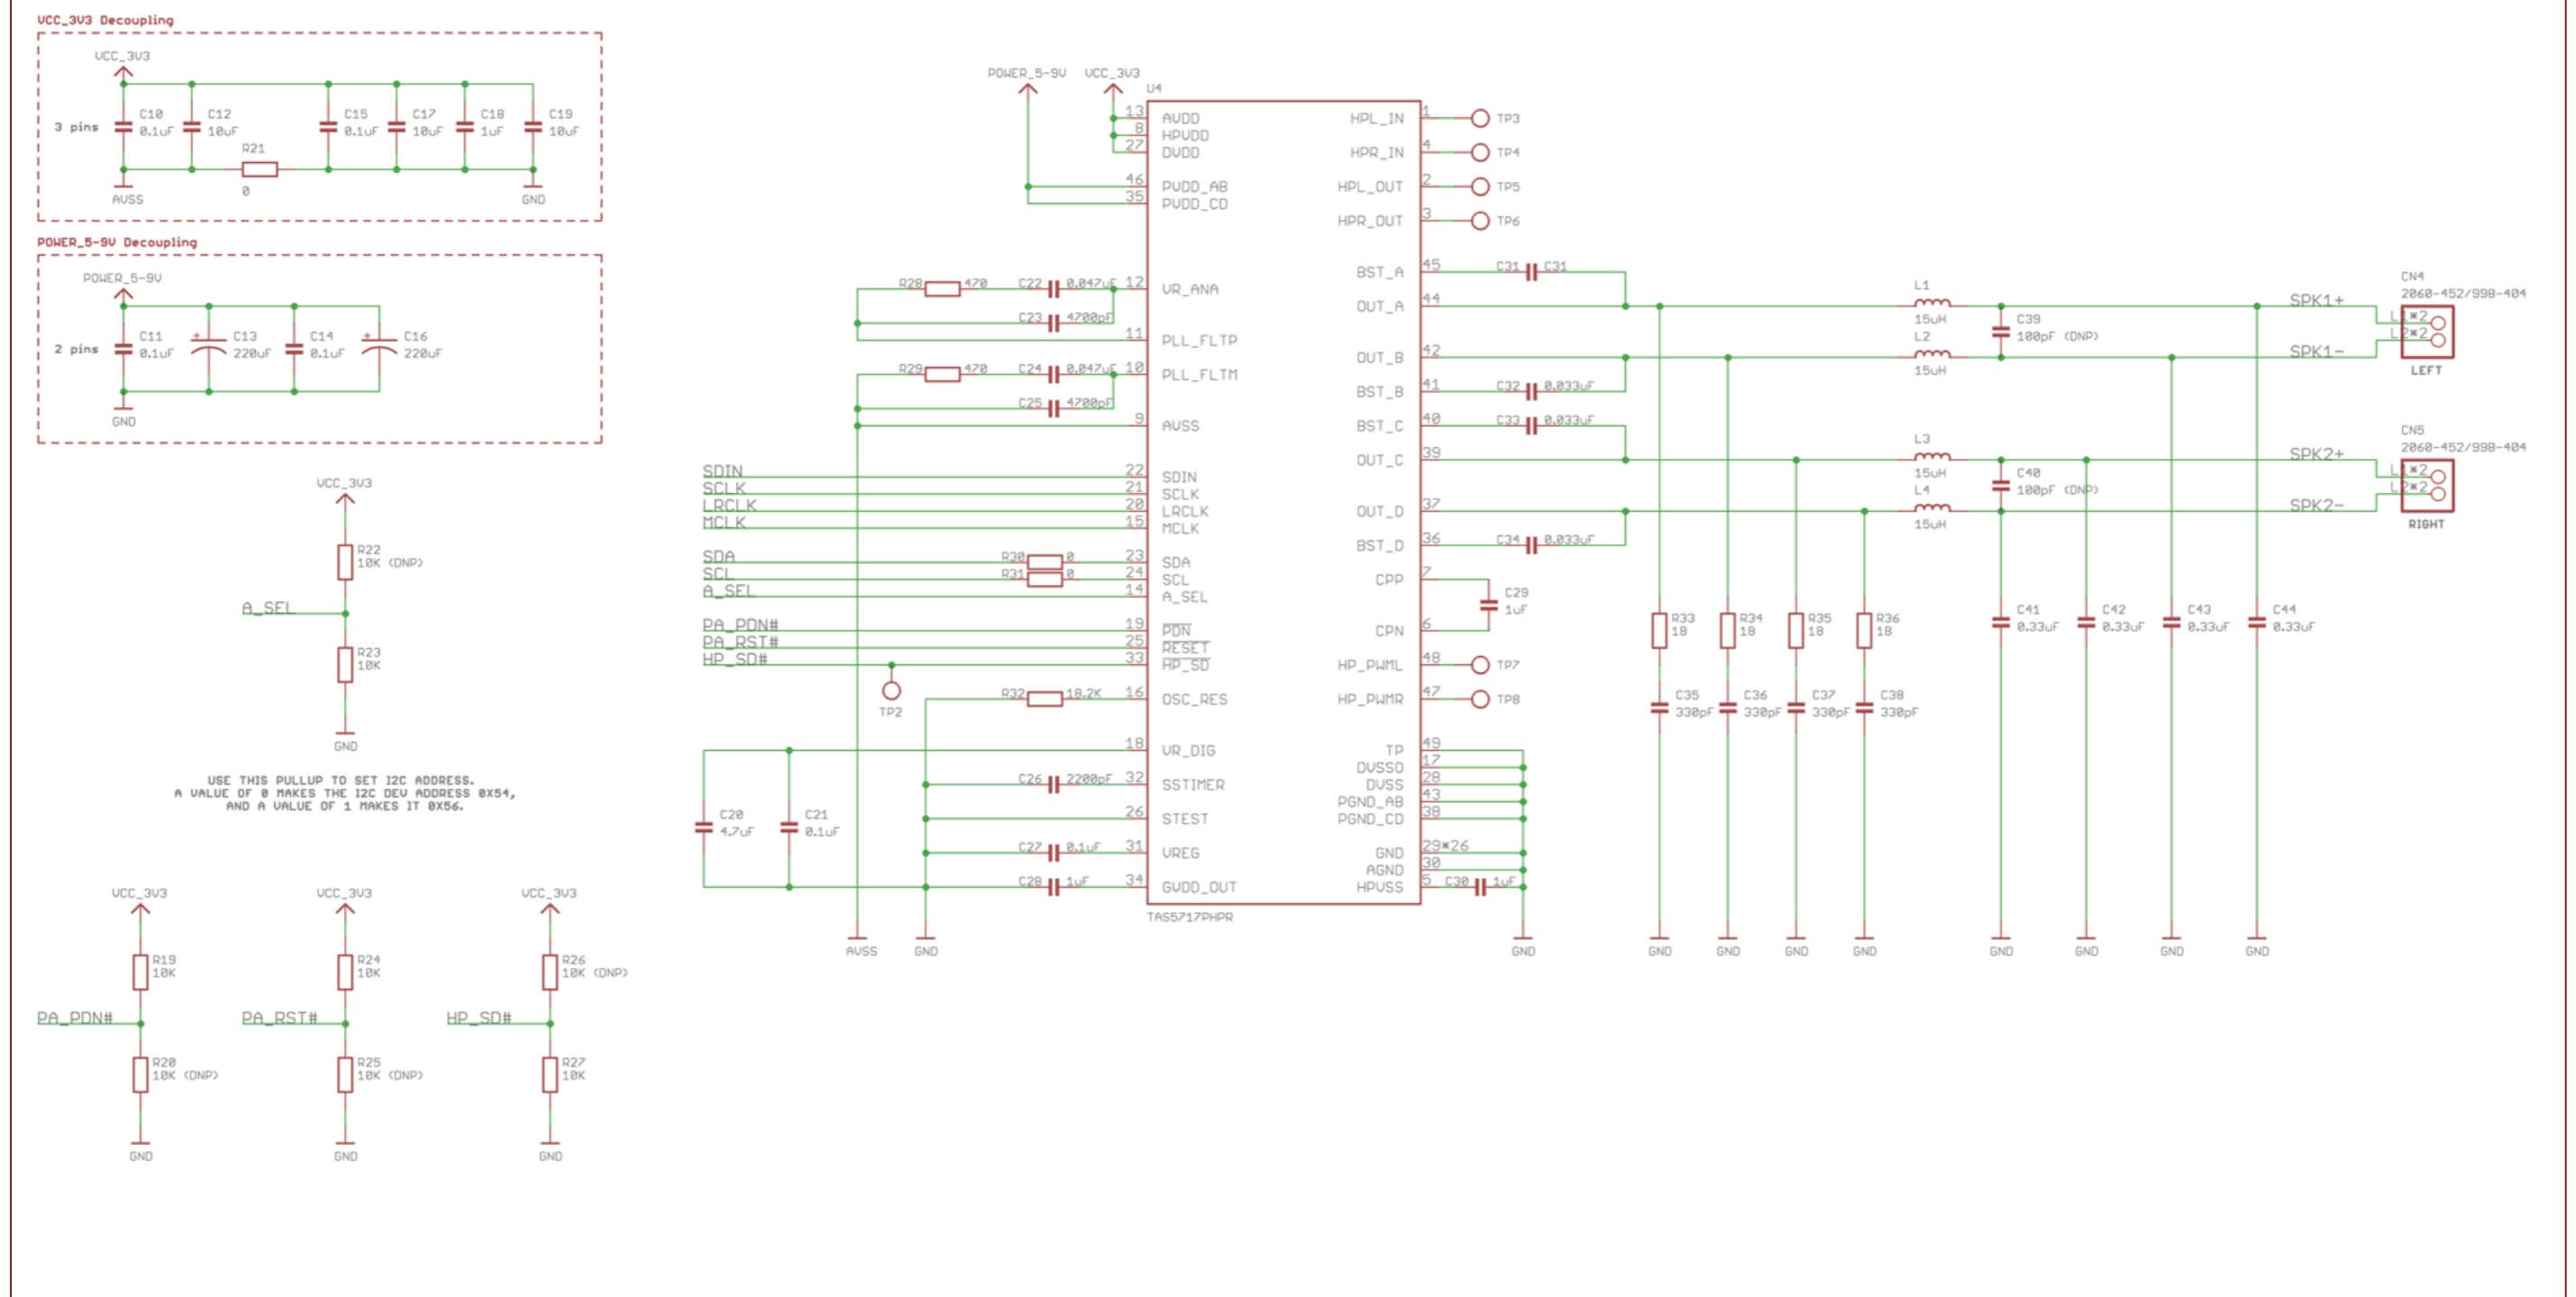 VCC_3V3 Decoupling
VCC_3V3
3 pins
C10
0.1uF
C12
10uF
R21
0
C15
0.1uF
C17
10uF
C18
1uF
C19
10uF
AVSS
GND
POWER_5-9V Decoupling
POWER_5-9V
2 pins
C11
0.1uF
C13
220uF
C14
0.1uF
C16
220uF
GND
VCC_3V3
R22
10K (DNP)
A_SEL
R23
10K
GND
USE THIS PULLUP TO SET I2C ADDRESS.
A VALUE OF 0 MAKES THE I2C DEV ADDRESS 0X54,
AND A VALUE OF 1 MAKES IT 0X56.
VCC_3V3
R19
10K
PA_PDN#
R20
10K (DNP)
GND
VCC_3V3
R24
10K
PA_RST#
R25
10K (DNP)
GND
VCC_3V3
R26
10K (DNP)
HP_SD#
R27
10K
GND
POWER_5-9V VCC_3V3
U4
13 AVDD
8 HPVDD
27 DVDD
46 PVDD_AB
35 PVDD_CD
R28 470 C22 0.047uF 12 VR_ANA
C23 4700pF
11 PLL_FLTP
R29 470 C24 0.047uF 10 PLL_FLTM
C25 4700pF
9 AVSS
SDIN 22 SDIN
SCLK 21 SCLK
LRCLK 20 LRCLK
MCLK 15 MCLK
SDA R30 0 23 SDA
SCL R31 0 24 SCL
A_SEL 14 A_SEL
PA_PDN# 19 PDN
PA_RST# 25 RESET
HP_SD# 33 HP_SD
TP2
R32 18.2K 16 OSC_RES
18 VR_DIG
C26 2200pF 32 SSTIMER
C20
4.7uF
C21
0.1uF
26 STEST
C27 0.1uF 31 VREG
C28 1uF 34 GVDD_OUT
TAS5717PHPR
AVSS
GND
HPL_IN 1 TP3
HPR_IN 4 TP4
HPL_OUT 2 TP5
HPR_OUT 3 TP6
BST_A 45 C31 C31
OUT_A 44
OUT_B 42
BST_B 41 C32 0.033uF
BST_C 40 C33 0.033uF
OUT_C 39
OUT_D 37
BST_D 36 C34 0.033uF
CPP 7
C29
1uF
CPN 6
HP_PWML 48 TP7
HP_PWMR 47 TP8
TP 49
DVSSO 17
DVSS 28
PGND_AB 43
PGND_CD 38
GND 29*26
AGND 30
HPVSS 5 C30 1uF
GND
R33
18
R34
18
R35
18
R36
18
C35
330pF
C36
330pF
C37
330pF
C38
330pF
GND
GND
GND
GND
L1
15uH
L2
15uH
C39
100pF (DNP)
SPK1+
SPK1-
CN4
2060-452/998-404
L1*2
L2*2
LEFT
L3
15uH
L4
15uH
C40
100pF (DNP)
SPK2+
SPK2-
CN5
2060-452/998-404
L1*2
L2*2
RIGHT
C41
0.33uF
C42
0.33uF
C43
0.33uF
C44
0.33uF
GND
GND
GND
GND